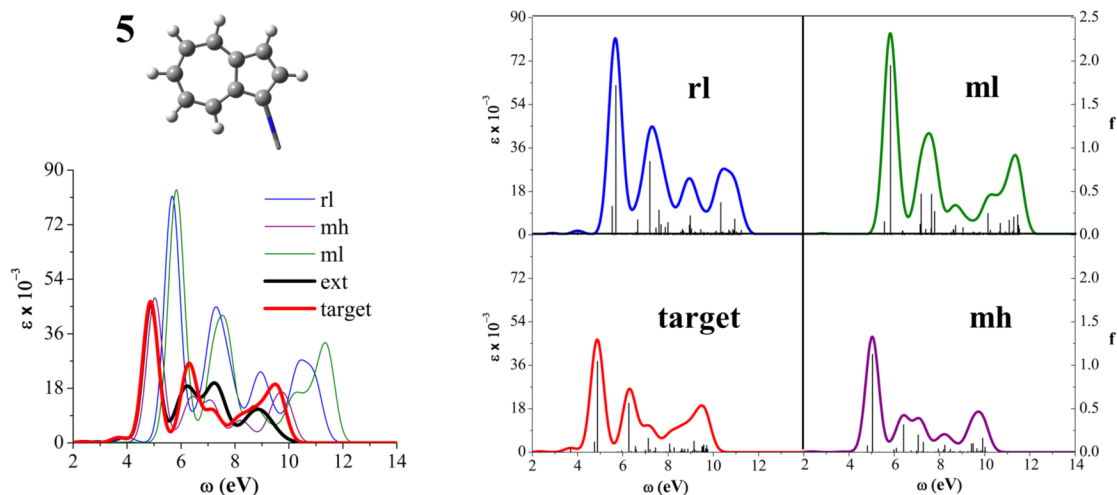 5
90
72
54
36
18
0
ε x 10⁻³
rl
mh
ml
ext
target
2 4 6 8 10 12 14
ω (eV)
90
72
54
36
18
0
ε x 10⁻³
rl
ml
2.5
2.0
1.5
1.0
0.5
0.0
f
72
54
36
18
0
ε x 10⁻³
target
mh
2.0
1.5
1.0
0.5
0.0
f
2 4 6 8 10 12
4 6 8 10 12 14
ω (eV)
ω (eV)